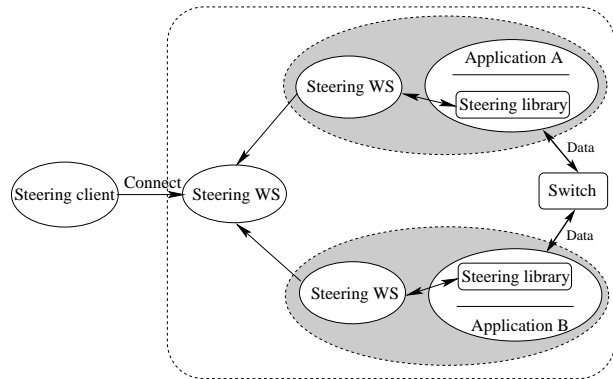 Application A
Steering WS
Steering library
Data
Connect
Steering client
Steering WS
Switch
Data
Steering library
Steering WS
Application B